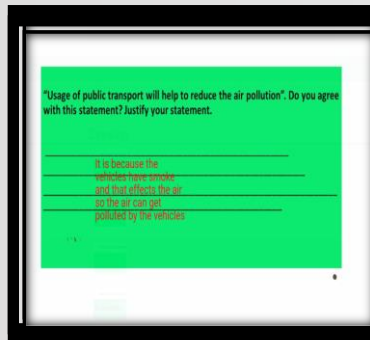 “Usage of public transport will help to reduce the air pollution”. Do you agree
with this statement? Justify your statement.
It is because the
vehicles have smoke
and that effects the air
so the air can get
polluted by the vehicles